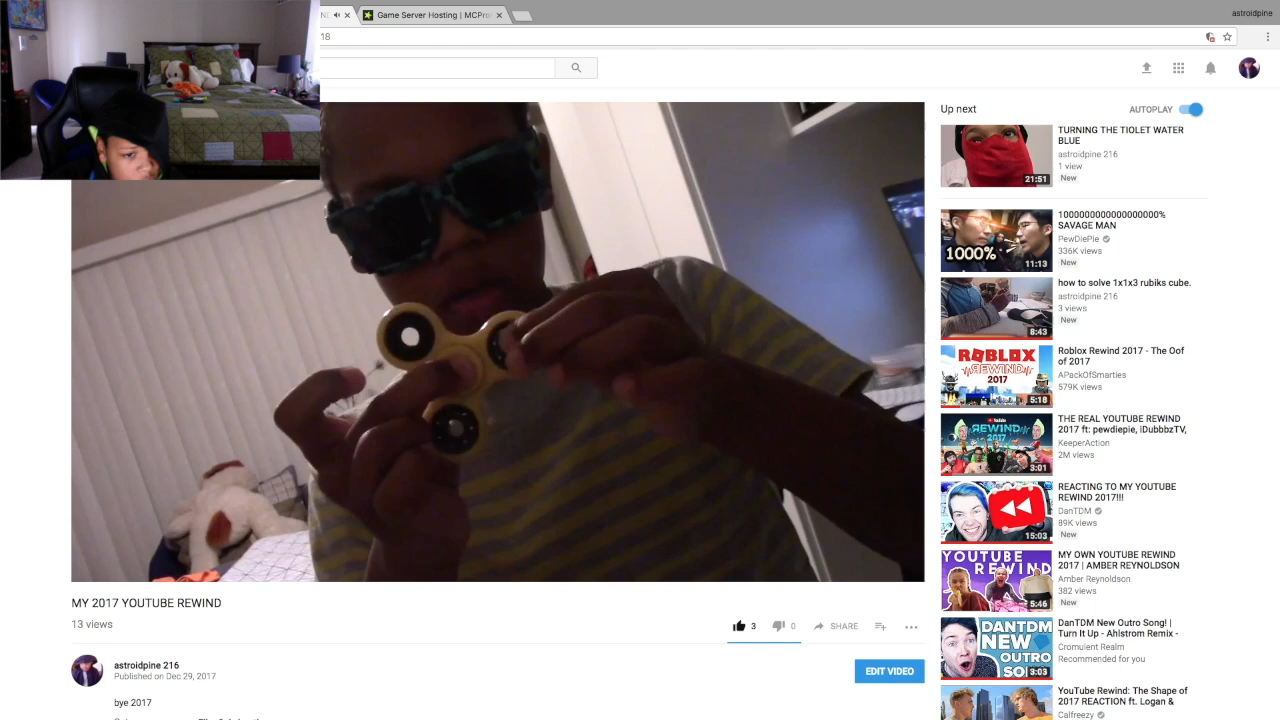 Game Server Hosting | MCPro
astroidpine
18
Up next
AUTOPLAY
TURNING THE TIOLET WATER
BLUE
astroidpine 216
1 view
New
21:51
1000000000000000000%
SAVAGE MAN
PewDiePie
336K views
New
1000%
11:13
how to solve 1x1x3 rubiks cube.
astroidpine 216
3 views
New
8:43
Roblox Rewind 2017 - The Oof
of 2017
APackOfSmarties
579K views
ROBLOX
REWIND
2017
5:18
THE REAL YOUTUBE REWIND
2017 ft: pewdiepie, iDubbbzTV,
KeeperAction
2M views
REWIND
2017
3:01
REACTING TO MY YOUTUBE
REWIND 2017!!!
DanTDM
89K views
New
15:03
MY OWN YOUTUBE REWIND
2017 | AMBER REYNOLDSON
Amber Reynoldson
382 views
New
YOUTUBE
REWIND
5:46
DanTDM New Outro Song! |
Turn It Up - Ahlstrom Remix -
Cromulent Realm
Recommended for you
DANTDM
NEW
OUTRO
3:03
YouTube Rewind: The Shape of
2017 REACTION ft. Logan &
Calfreezy
MY 2017 YOUTUBE REWIND
13 views
3
0
SHARE
astroidpine 216
Published on Dec 29, 2017
EDIT VIDEO
bye 2017